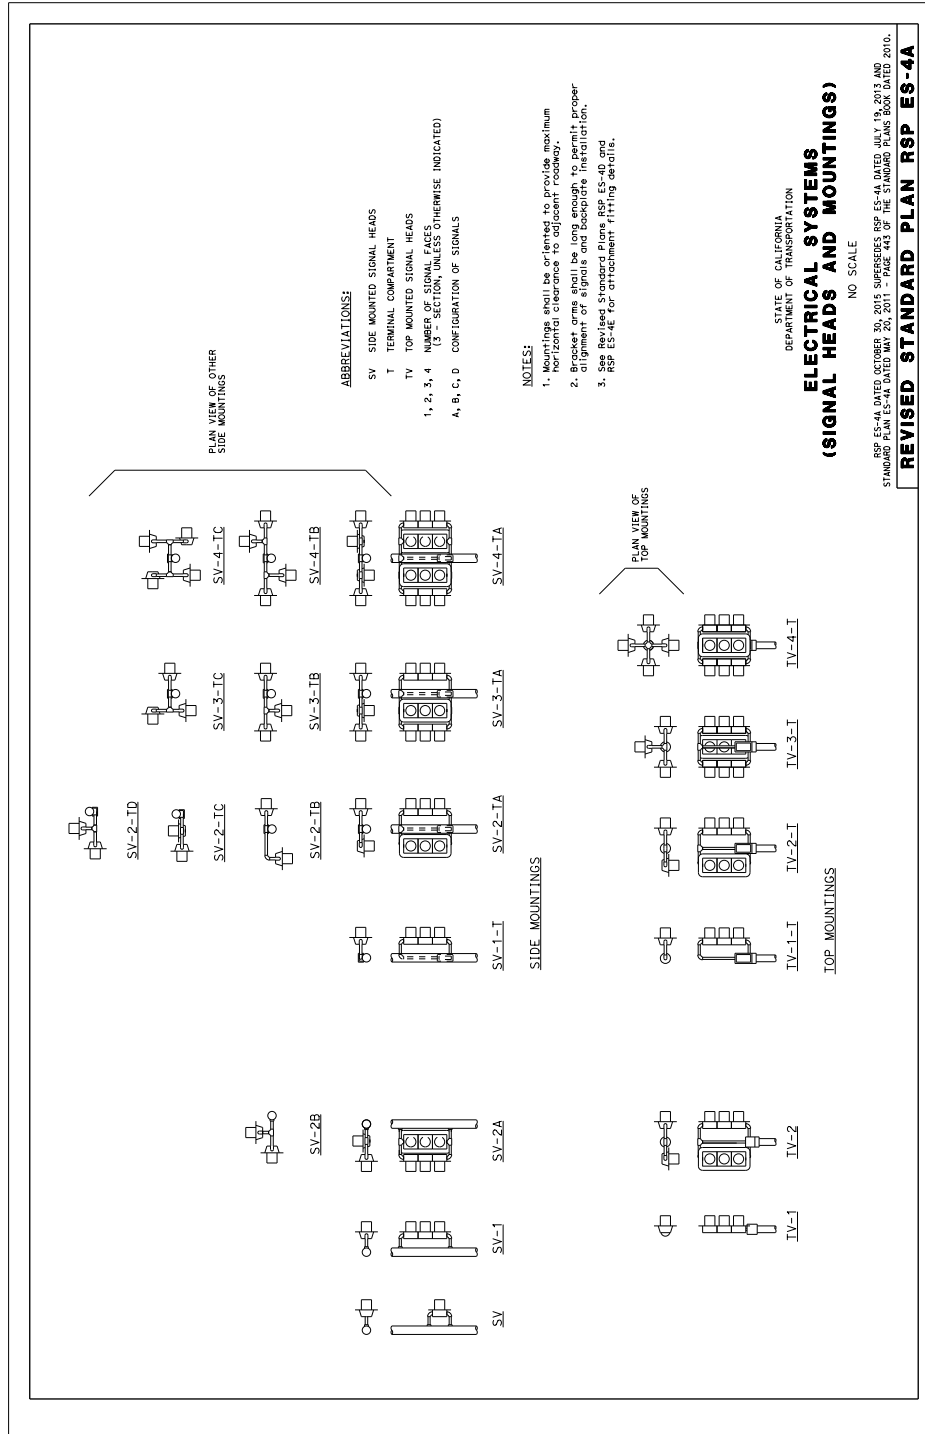 PLAN VIEW OF OTHER
SIDE MOUNTINGS
SV-2-TD
SV-2-TC
SV-3-TC
SV-4-TC
SV-2B
SV-2-TB
SV-3-TB
SV-4-TB
SV
SV-1
SV-2A
SV-1-T
SV-2-TA
SV-3-TA
SV-4-TA
SIDE MOUNTINGS
PLAN VIEW OF
TOP MOUNTINGS
TV-1
TV-2
TV-1-T
TV-2-T
TV-3-T
TV-4-T
TOP MOUNTINGS
ABBREVIATIONS:
SV SIDE MOUNTED SIGNAL HEADS
T TERMINAL COMPARTMENT
TV TOP MOUNTED SIGNAL HEADS
1, 2, 3, 4 NUMBER OF SIGNAL FACES
(3 - SECTION, UNLESS OTHERWISE INDICATED)
A, B, C, D CONFIGURATION OF SIGNALS
NOTES:
1. Mountings shall be oriented to provide maximum
horizontal clearance to adjacent roadway.
2. Bracket arms shall be long enough to permit proper
alignment of signals and backplate installation.
3. See Revised Standard Plans RSP ES-4D and
RSP ES-4E for attachment fitting details.
STATE OF CALIFORNIA
DEPARTMENT OF TRANSPORTATION
ELECTRICAL SYSTEMS
(SIGNAL HEADS AND MOUNTINGS)
NO SCALE
RSP ES-4A DATED OCTOBER 30, 2015 SUPERSEDES RSP ES-4A DATED JULY 19, 2013 AND
STANDARD PLAN ES-4A DATED MAY 20, 2011 - PAGE 443 OF THE STANDARD PLANS BOOK DATED 2010.
REVISED STANDARD PLAN RSP ES-4A